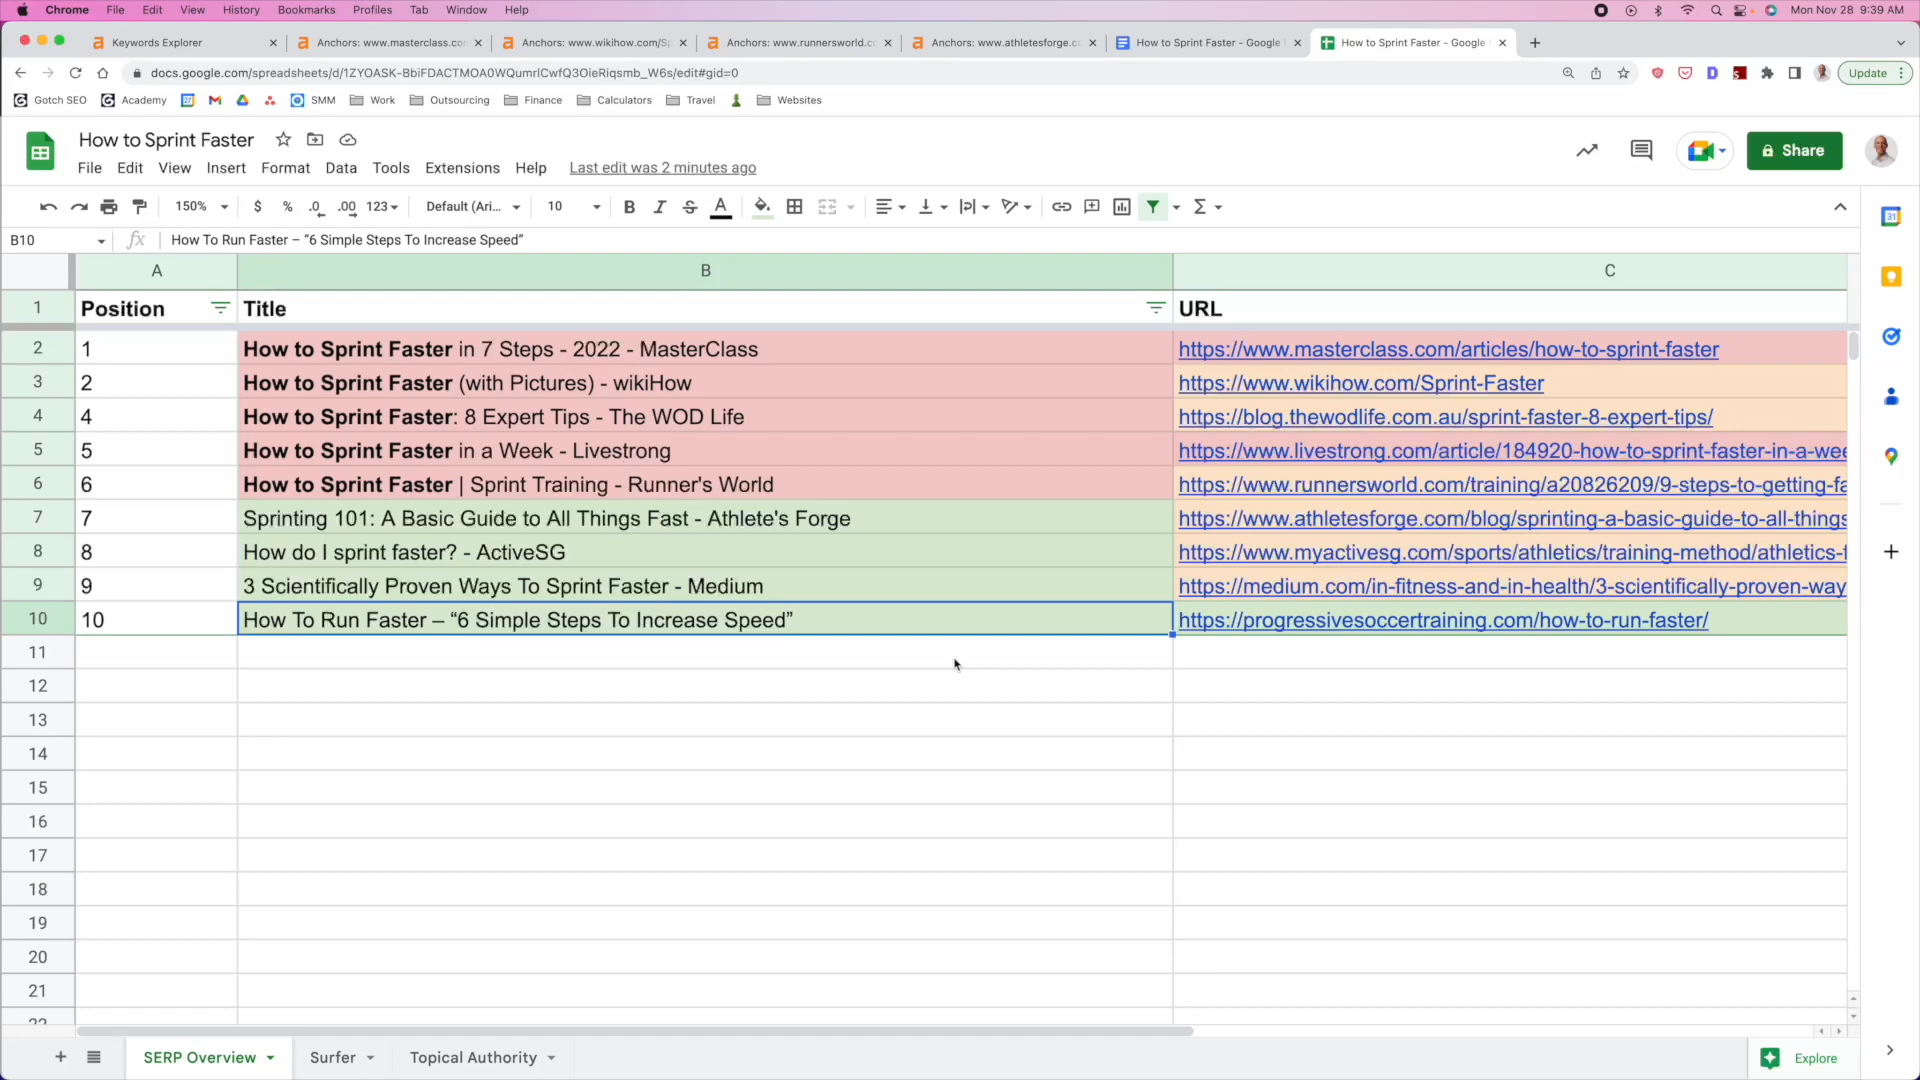 Chrome File Edit View History Bookmarks Profiles Tab Window Help Mon Nov 28 9:39 AM
Keywords Explorer Anchors: www.masterclass.co Anchors: www.wikihow.com/S Anchors: www.runnersworld.c Anchors: www.athletesforge.c How to Sprint Faster - Google How to Sprint Faster - Google
docs.google.com/spreadsheets/d/1ZYOASK-BbiFDACTMOA0WQumrlCwfQ3OieRiqsmb_W6s/edit#gid=0 Update
Gotch SEO Academy SMM Work Outsourcing Finance Calculators Travel Websites
How to Sprint Faster
File Edit View Insert Format Data Tools Extensions Help Last edit was 2 minutes ago Share
150% $ % .0 .00 123 Default (Ari... 10 B I S A Σ
B10 fx How To Run Faster – “6 Simple Steps To Increase Speed”
A B C
1 Position Title URL
2 1 How to Sprint Faster in 7 Steps - 2022 - MasterClass https://www.masterclass.com/articles/how-to-sprint-faster
3 2 How to Sprint Faster (with Pictures) - wikiHow https://www.wikihow.com/Sprint-Faster
4 4 How to Sprint Faster: 8 Expert Tips - The WOD Life https://blog.thewodlife.com.au/sprint-faster-8-expert-tips/
5 5 How to Sprint Faster in a Week - Livestrong https://www.livestrong.com/article/184920-how-to-sprint-faster-in-a-wee
6 6 How to Sprint Faster | Sprint Training - Runner's World https://www.runnersworld.com/training/a20826209/9-steps-to-getting-fa
7 7 Sprinting 101: A Basic Guide to All Things Fast - Athlete's Forge https://www.athletesforge.com/blog/sprinting-a-basic-guide-to-all-things
8 8 How do I sprint faster? - ActiveSG https://www.myactivesg.com/sports/athletics/training-method/athletics-f
9 9 3 Scientifically Proven Ways To Sprint Faster - Medium https://medium.com/in-fitness-and-in-health/3-scientifically-proven-way
10 10 How To Run Faster – “6 Simple Steps To Increase Speed” https://progressivesoccertraining.com/how-to-run-faster/
11
12
13
14
15
16
17
18
19
20
21
22
SERP Overview Surfer Topical Authority Explore